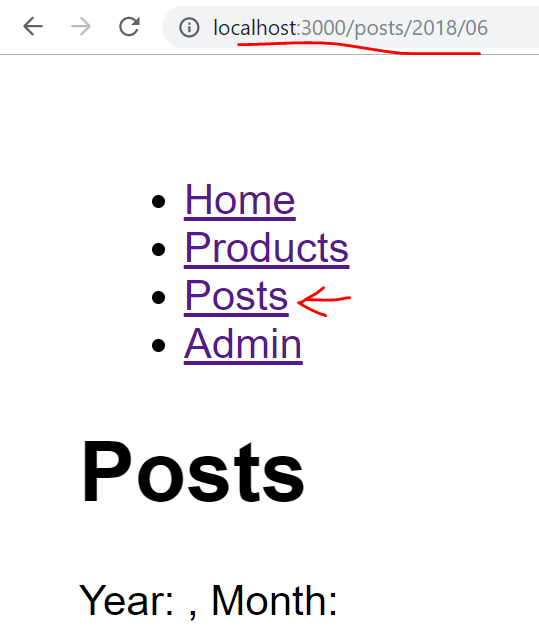 localhost:3000/posts/2018/06
Home
Products
Posts
Admin
Posts
Year: , Month: